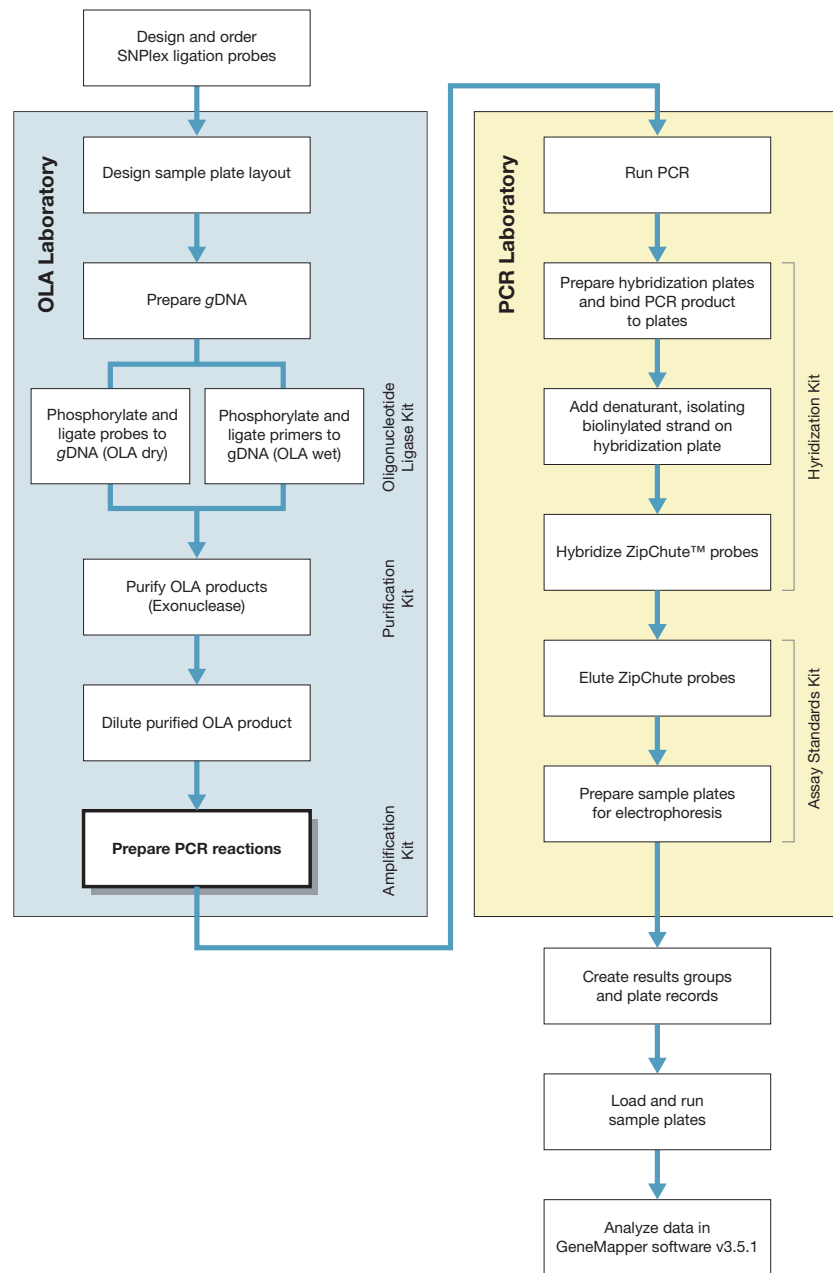 Design and order
SNPlex ligation probes
OLA Laboratory
Design sample plate layout
Prepare gDNA
Phosphorylate and
ligate probes to
gDNA (OLA dry)
Phosphorylate and
ligate primers to
gDNA (OLA wet)
Oligonucleotide
Ligase Kit
Purify OLA products
(Exonuclease)
Purification
Kit
Dilute purified OLA product
Prepare PCR reactions
Amplification
Kit
PCR Laboratory
Run PCR
Prepare hybridization plates
and bind PCR product
to plates
Add denaturant, isolating
biolinylated strand on
hybridization plate
Hybridize ZipChute™ probes
Hyridization Kit
Elute ZipChute probes
Prepare sample plates
for electrophoresis
Assay Standards Kit
Create results groups
and plate records
Load and run
sample plates
Analyze data in
GeneMapper software v3.5.1